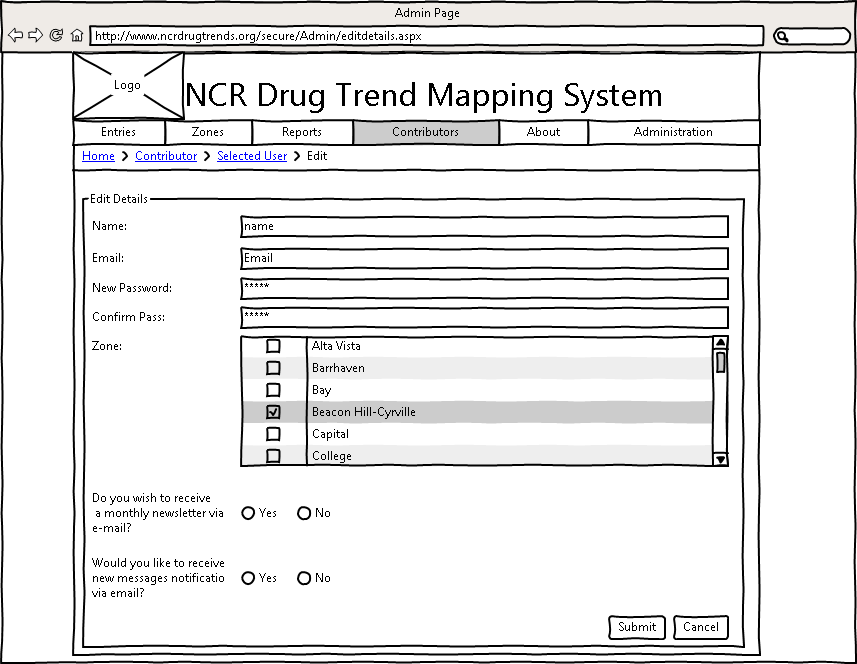 Admin Page
http://www.ncrdrugtrends.org/secure/Admin/editdetails.aspx
Logo
NCR Drug Trend Mapping System
Entries Zones Reports Contributors About Administration
Home > Contributor > Selected User > Edit
Edit Details
Name: name
Email: Email
New Password: *****
Confirm Pass: *****
Zone: Alta Vista
Barrhaven
Bay
Beacon Hill-Cyrville
Capital
College
Do you wish to receive
a monthly newsletter via
e-mail?
Yes No
Would you like to receive
new messages notificatio
via email?
Yes No
Submit Cancel